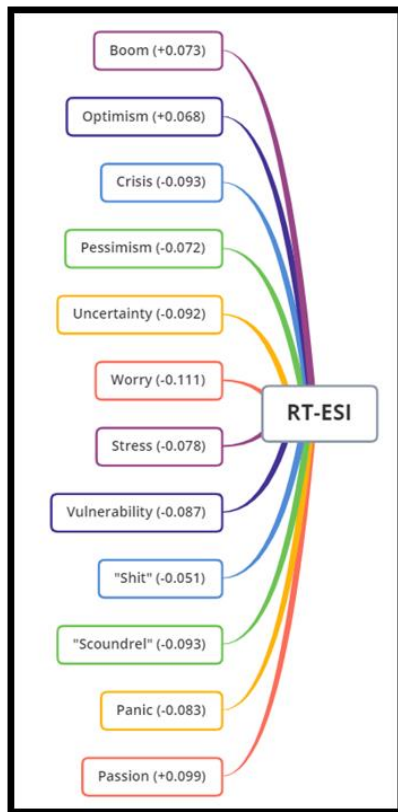 Boom (+0.073)
Optimism (+0.068)
Crisis (-0.093)
Pessimism (-0.072)
Uncertainty (-0.092)
Worry (-0.111)
RT-ESI
Stress (-0.078)
Vulnerability (-0.087)
"Shit" (-0.051)
"Scoundrel" (-0.093)
Panic (-0.083)
Passion (+0.099)